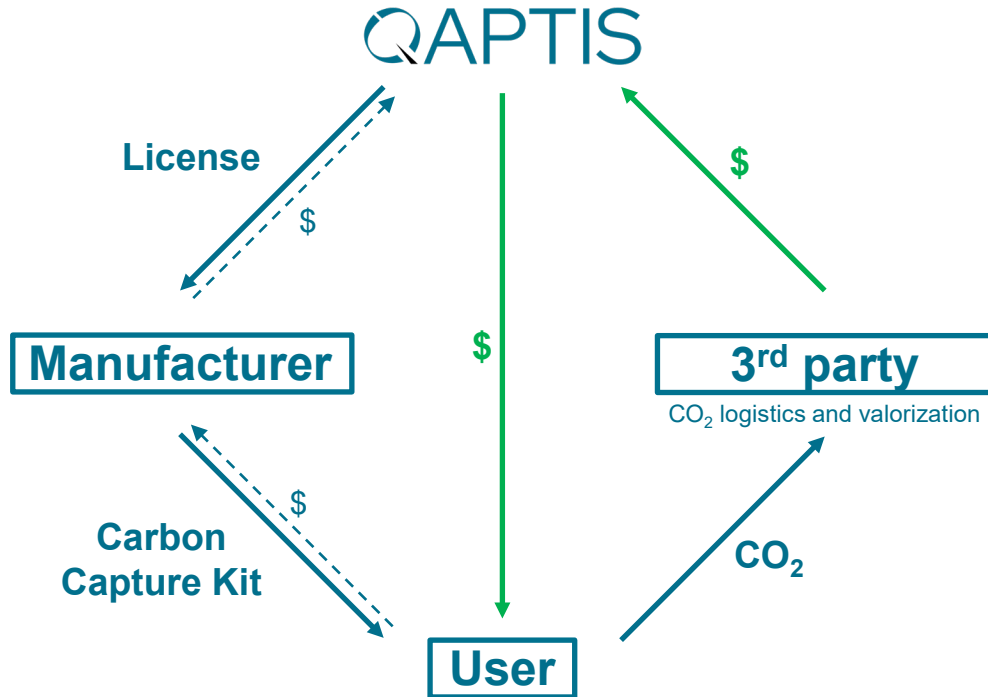 QAPTIS
License
$
$
$
Manufacturer
3rd party
CO₂ logistics and valorization
$
Carbon
Capture Kit
CO₂
User